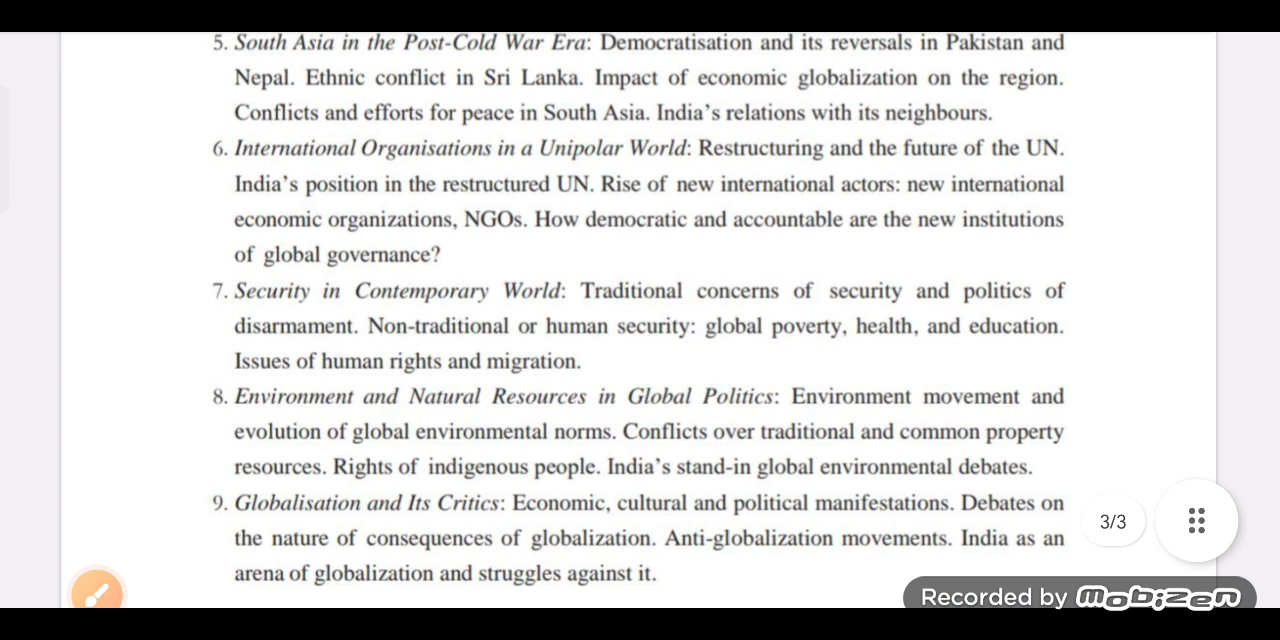 5. South Asia in the Post-Cold War Era: Democratisation and its reversals in Pakistan and
Nepal. Ethnic conflict in Sri Lanka. Impact of economic globalization on the region.
Conflicts and efforts for peace in South Asia. India’s relations with its neighbours.
6. International Organisations in a Unipolar World: Restructuring and the future of the UN.
India’s position in the restructured UN. Rise of new international actors: new international
economic organizations, NGOs. How democratic and accountable are the new institutions
of global governance?
7. Security in Contemporary World: Traditional concerns of security and politics of
disarmament. Non-traditional or human security: global poverty, health, and education.
Issues of human rights and migration.
8. Environment and Natural Resources in Global Politics: Environment movement and
evolution of global environmental norms. Conflicts over traditional and common property
resources. Rights of indigenous people. India’s stand-in global environmental debates.
9. Globalisation and Its Critics: Economic, cultural and political manifestations. Debates on
the nature of consequences of globalization. Anti-globalization movements. India as an
arena of globalization and struggles against it.
3/3
Recorded by mobizen